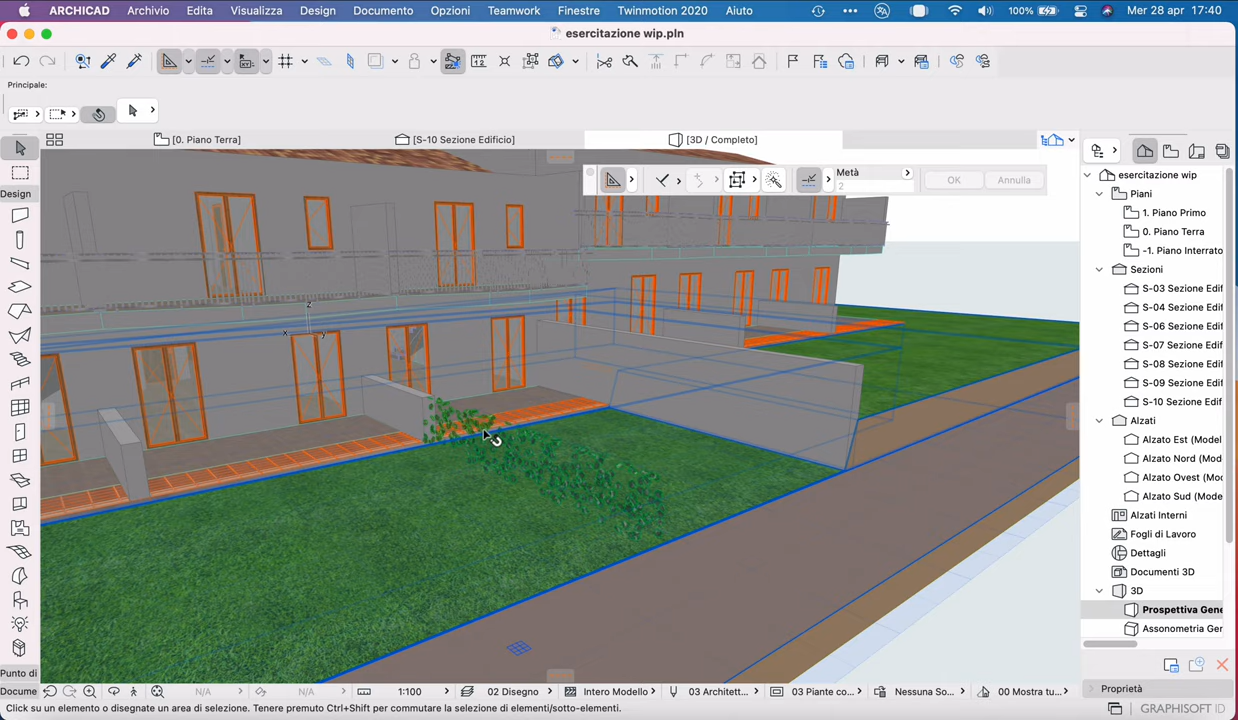 ARCHICAD Archivio Edita Visualizza Design Documento Opzioni Teamwork Finestre Twinmotion 2020 Aiuto 100% Mer 28 apr 17:40
esercitazione wip.pln
Principale:
[0. Piano Terra] [S-10 Sezione Edificio] [3D / Completo]
Metà
2
OK Annulla
Design
esercitazione wip
Piani
1. Piano Primo
0. Piano Terra
-1. Piano Interrato
Sezioni
S-03 Sezione Edif
S-04 Sezione Edif
S-06 Sezione Edif
S-07 Sezione Edif
S-08 Sezione Edif
S-09 Sezione Edif
S-10 Sezione Edif
Alzati
Alzato Est (Model
Alzato Nord (Mod
Alzato Ovest (Mo
Alzato Sud (Mode
Alzati Interni
Fogli di Lavoro
Dettagli
Documenti 3D
3D
Prospettiva Gene
Assonometria Ger
z
x
y
Punto di
Docume N/A N/A 1:100 02 Disegno Intero Modello 03 Architett... 03 Piante co... Nessuna So... 00 Mostra tu...
Proprietà
Click su un elemento o disegnate un area di selezione. Tenere premuto Ctrl+Shift per commutare la selezione di elementi/sotto-elementi.
GRAPHISOFT ID